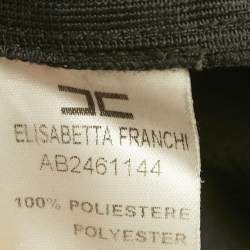 ELISABETTA FRANCHI
AB2461144
100% POLIESTERE
POLYESTER